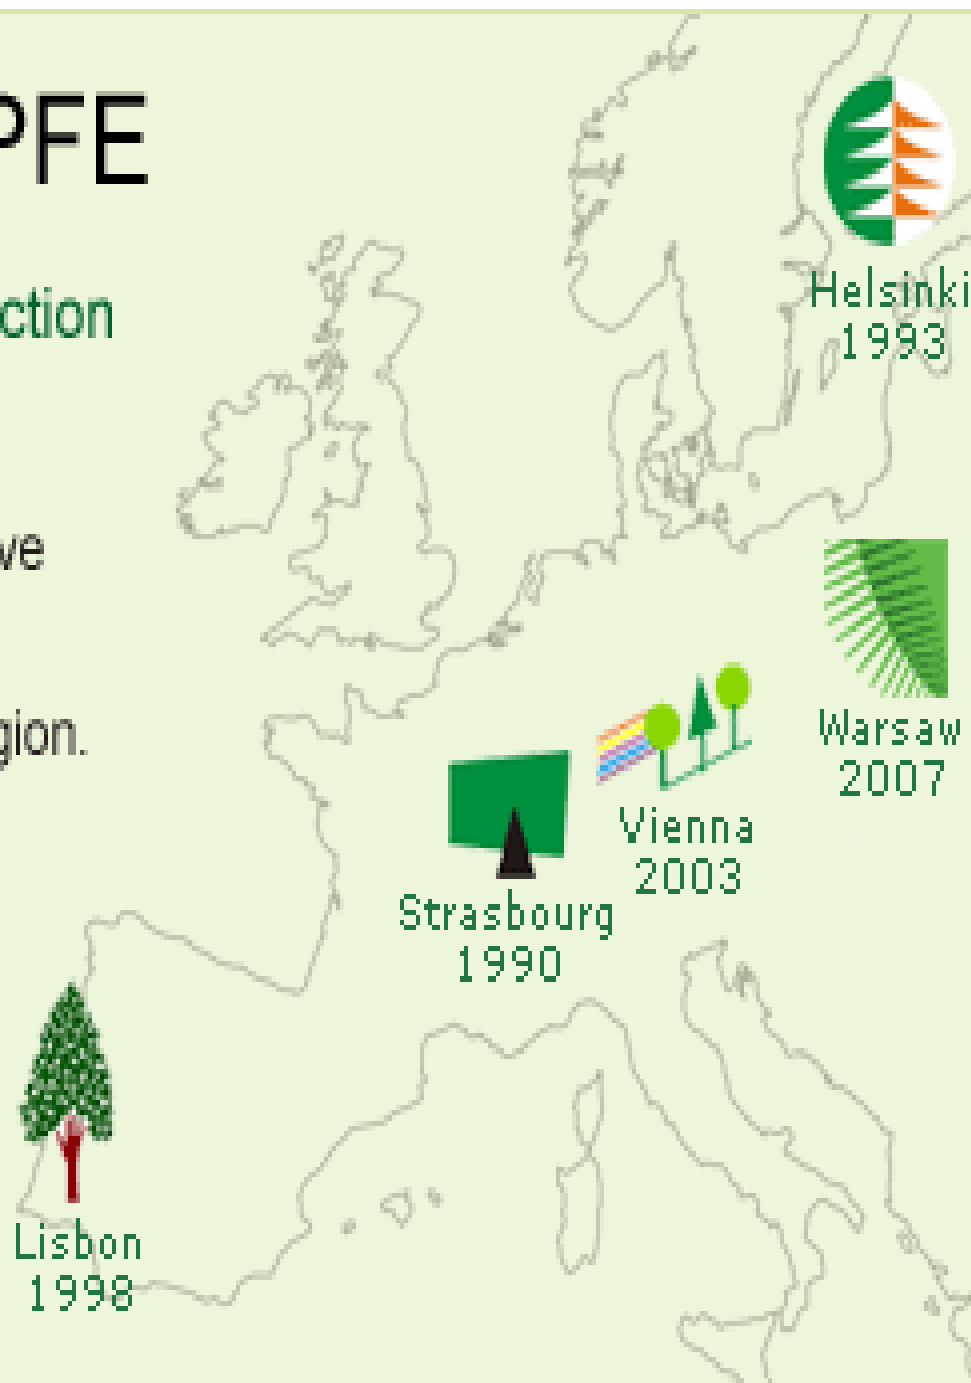 PFE
Helsinki
1993
ction
ve
Warsaw
2007
gion.
Vienna
2003
Strasbourg
1990
Lisbon
1998